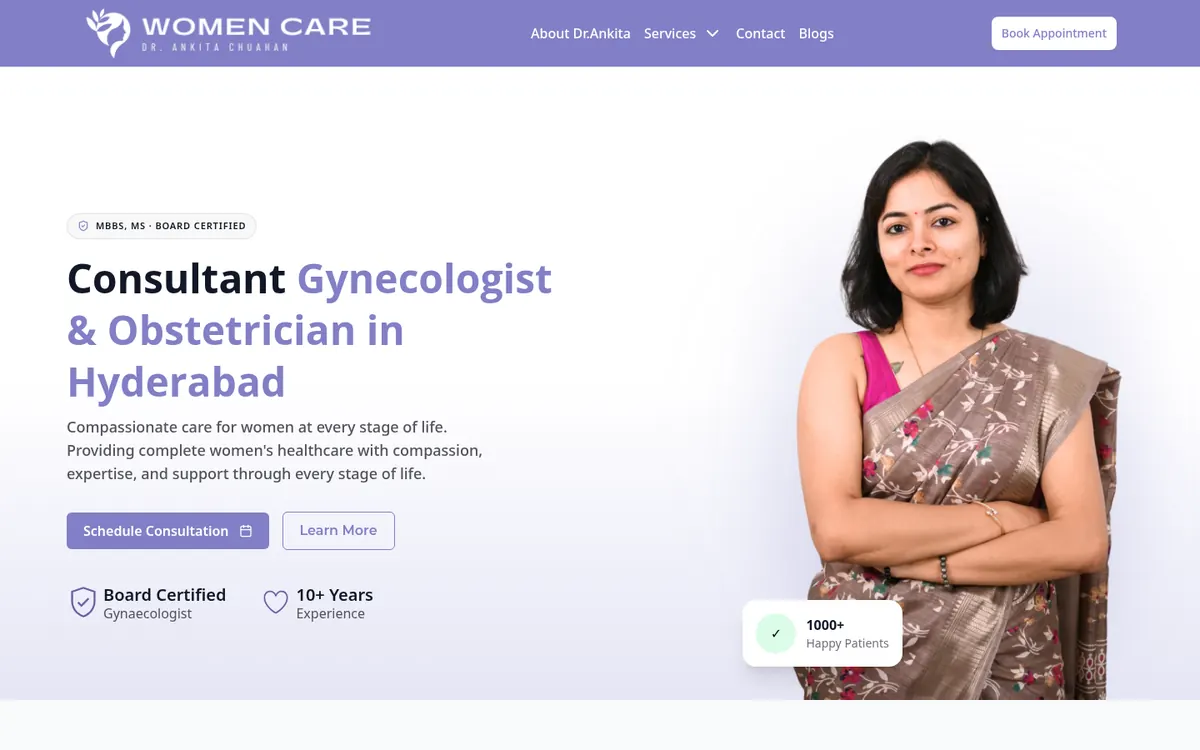 WOMEN CARE
DR. ANKITA CHUAHAN
About Dr.Ankita
Services
Contact
Blogs
Book Appointment
MBBS, MS · BOARD CERTIFIED
Consultant Gynecologist
& Obstetrician in
Hyderabad
Compassionate care for women at every stage of life.
Providing complete women's healthcare with compassion,
expertise, and support through every stage of life.
Schedule Consultation
Learn More
Board Certified
Gynaecologist
10+ Years
Experience
1000+
Happy Patients